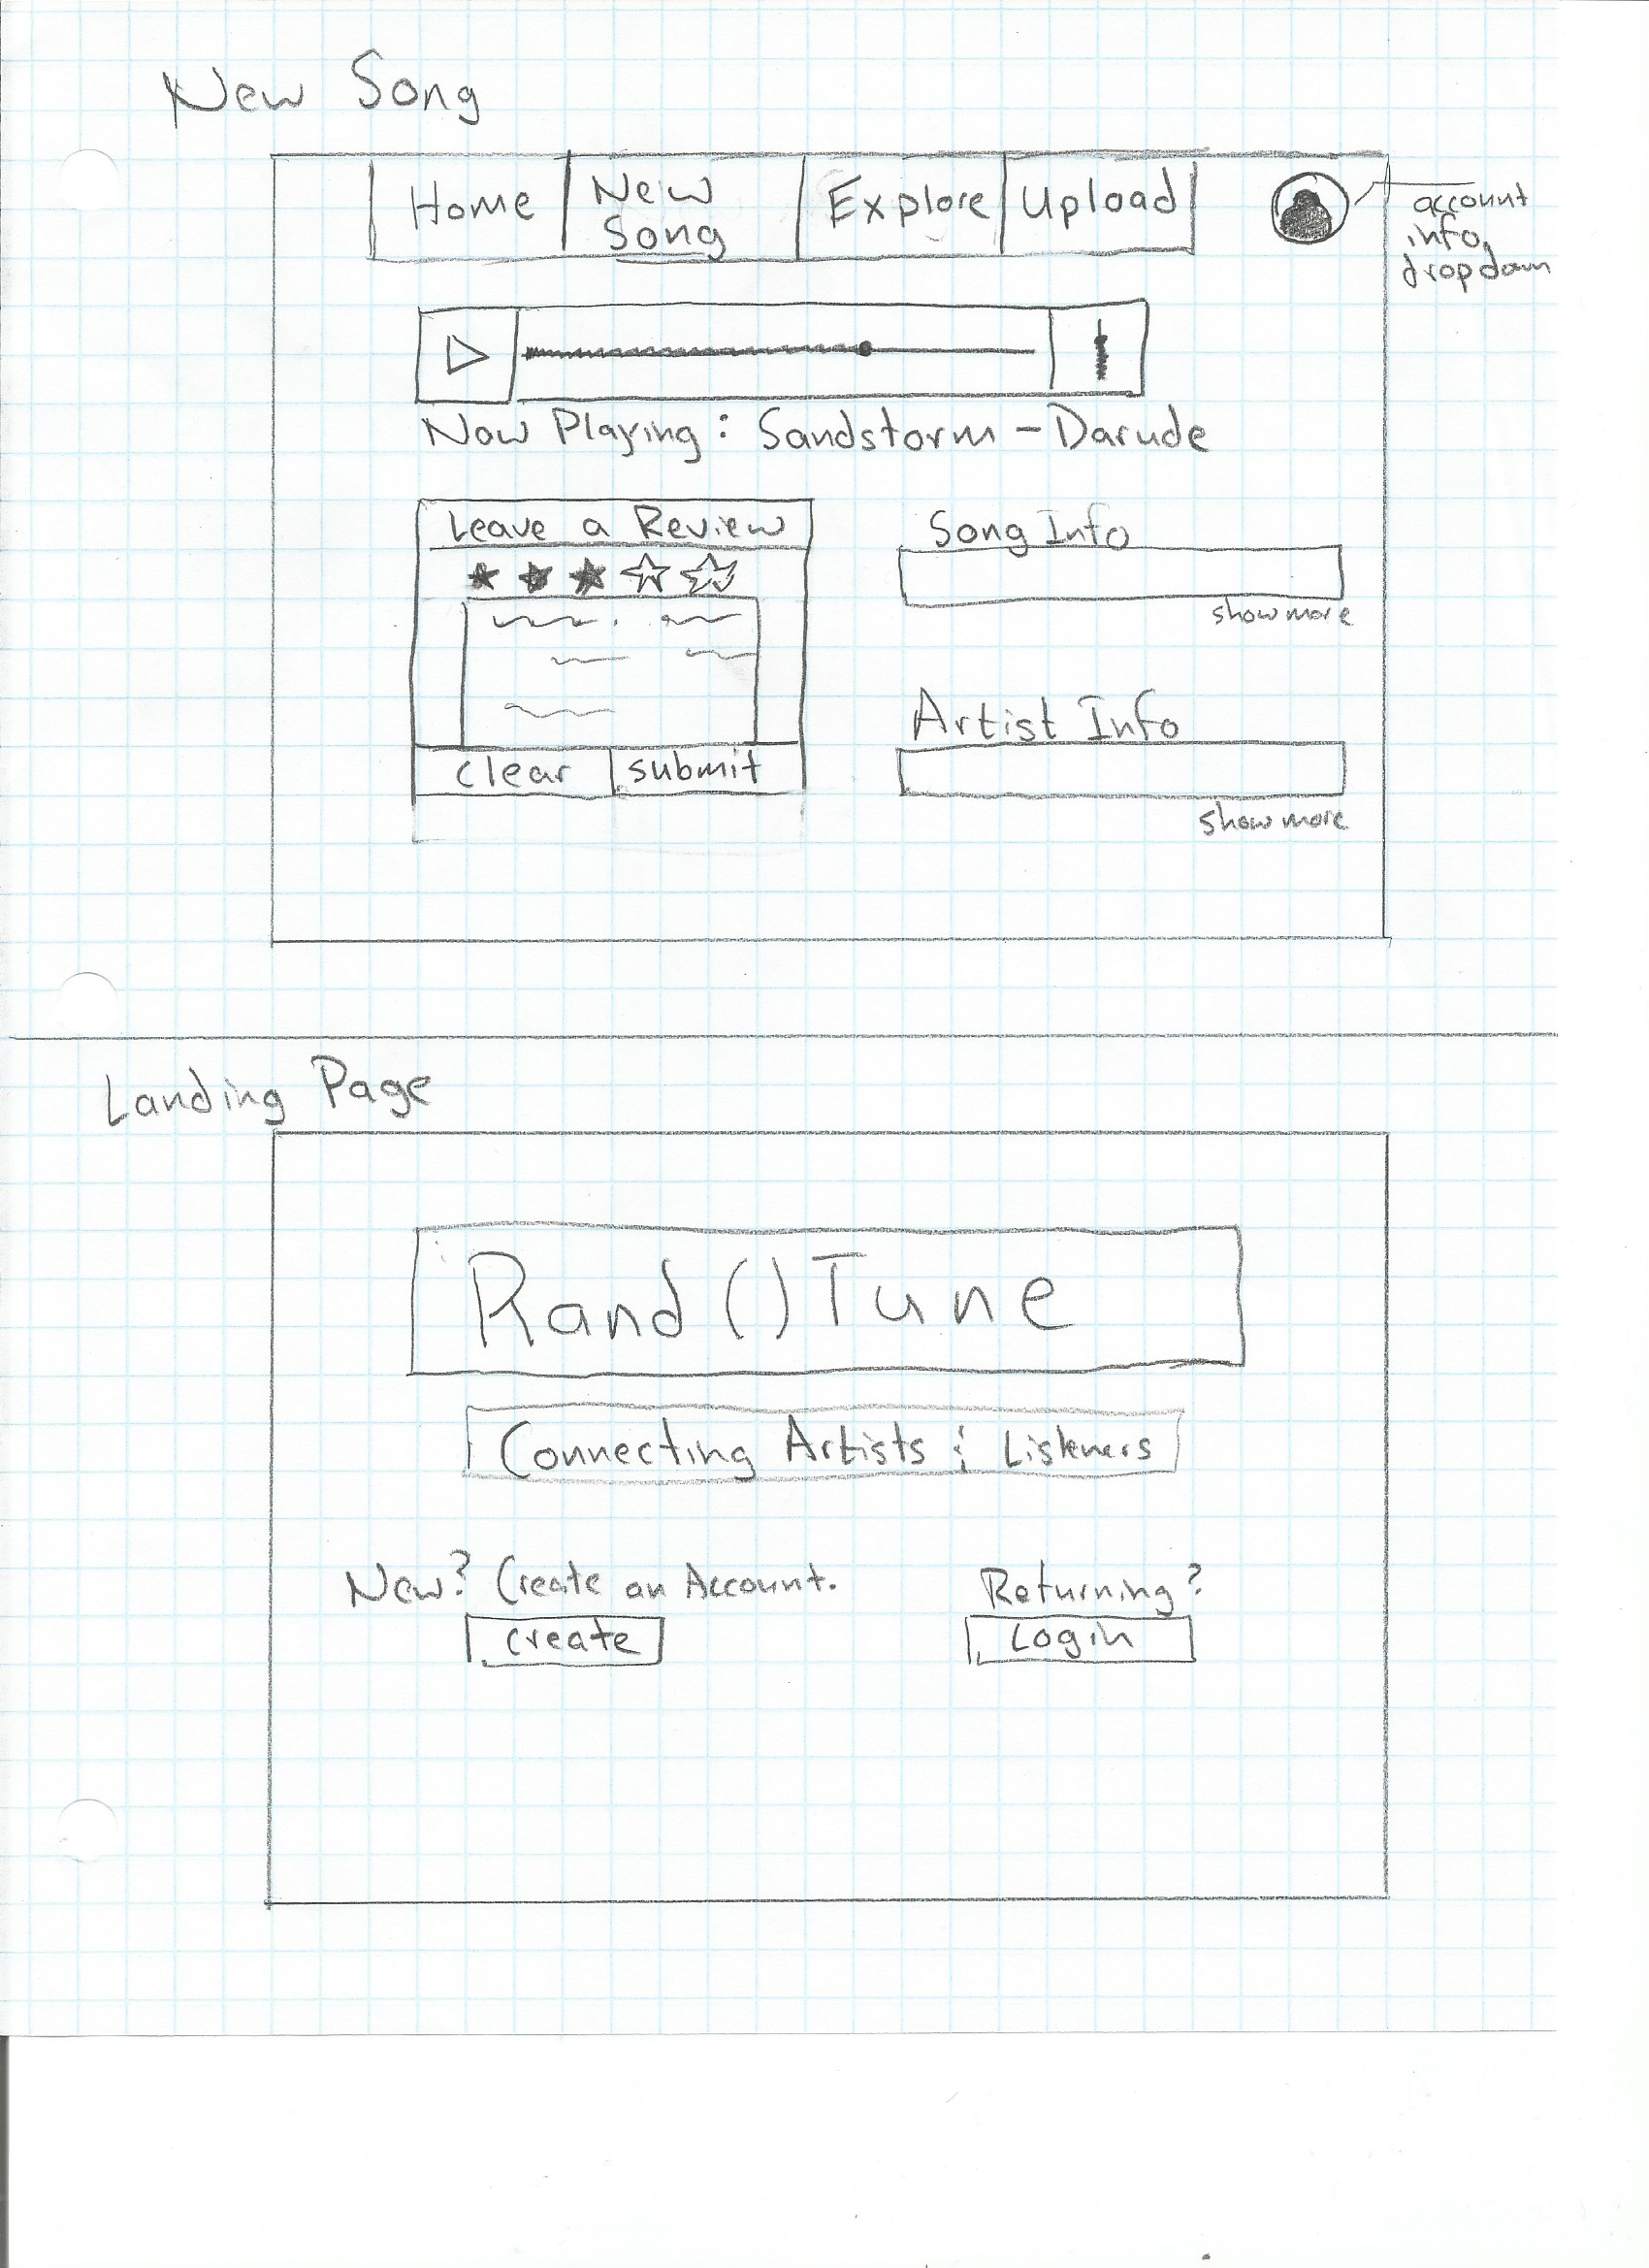 New Song
Home
New
Song
Explore
Upload
account
info
dropdown
Now Playing: Sandstorm - Darude
Leave a Review
Song Info
show more
Artist Info
clear
submit
show more
Landing Page
Rand()Tune
Connecting Artists & Listeners
New? Create an Account.
Returning?
create
Login